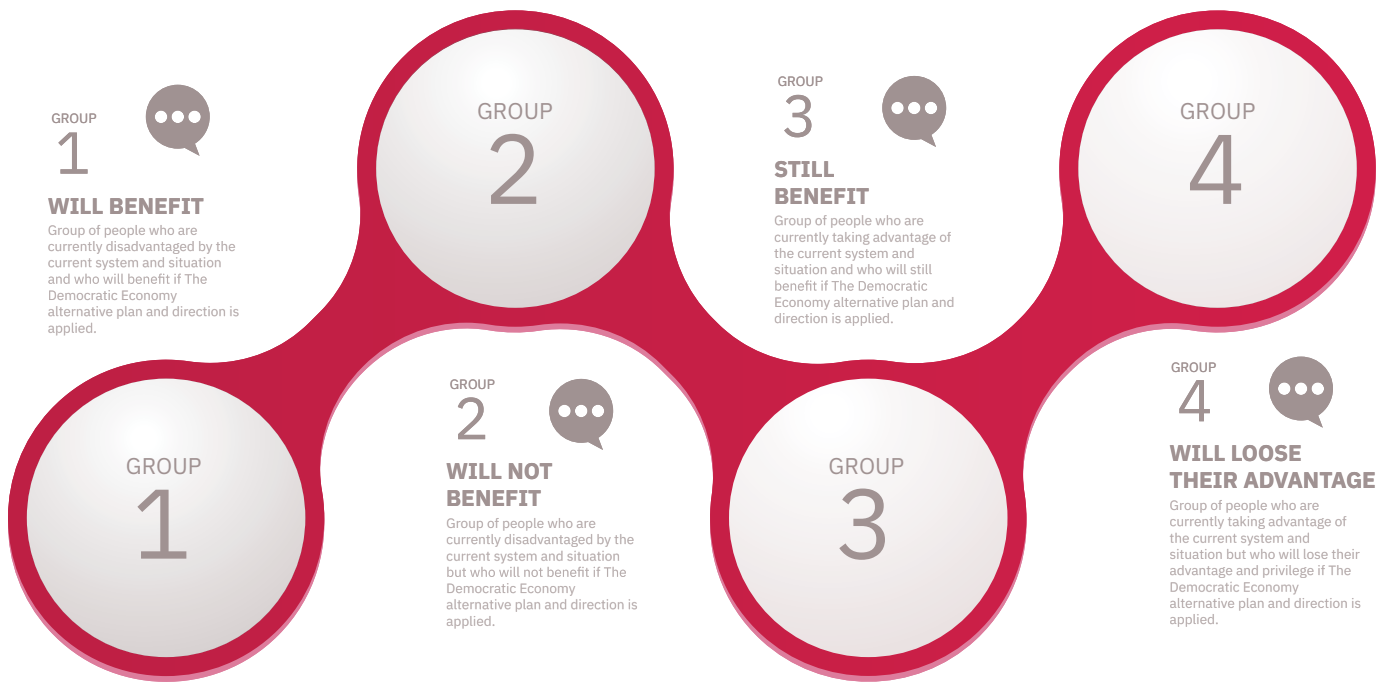 GROUP
1
WILL BENEFIT
Group of people who are
currently disadvantaged by the
current system and situation
and who will benefit if The
Democratic Economy
alternative plan and direction is
applied.
GROUP
1
GROUP
2
GROUP
2
WILL NOT
BENEFIT
Group of people who are
currently disadvantaged by the
current system and situation
but who will not benefit if The
Democratic Economy
alternative plan and direction is
applied.
GROUP
3
STILL
BENEFIT
Group of people who are
currently taking advantage of
the current system and
situation and who will still
benefit if The Democratic
Economy alternative plan and
direction is applied.
GROUP
3
GROUP
4
GROUP
4
WILL LOOSE
THEIR ADVANTAGE
Group of people who are
currently taking advantage of
the current system and
situation but who will lose their
advantage and privilege if The
Democratic Economy
alternative plan and direction is
applied.